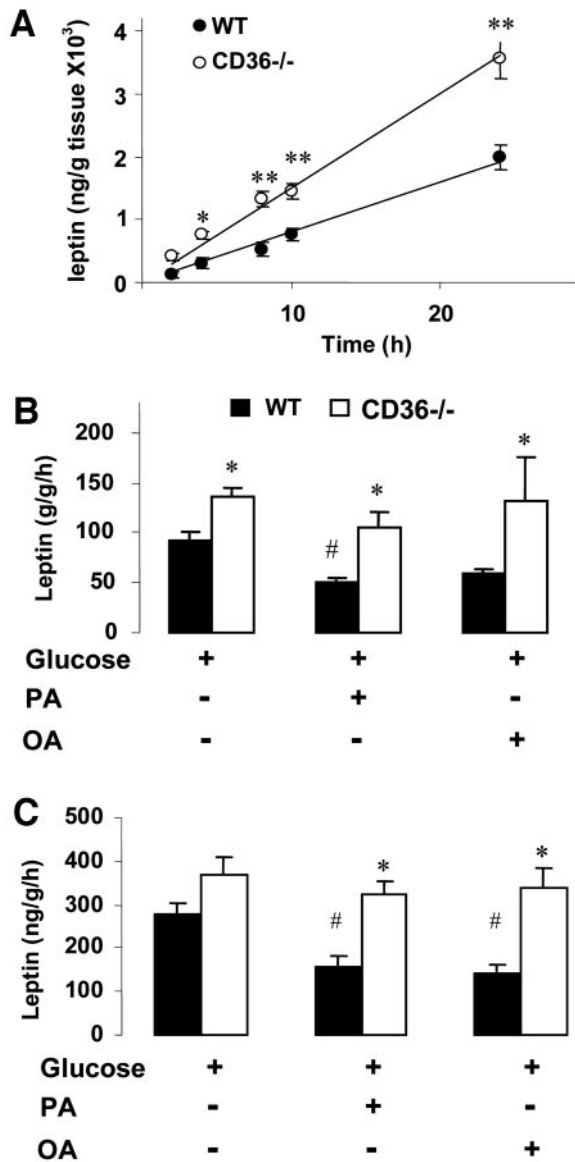 A
WT
CD36-/-
leptin (ng/g tissue X10³)
4
3
2
1
0
*
**
**
**
10
20
Time (h)
B
WT
CD36-/-
Leptin (g/g/h)
200
150
100
50
0
*
#
*
*
Glucose + + +
PA - + -
OA - - +
C
Leptin (ng/g/h)
500
400
300
200
100
0
#
*
#
*
Glucose + + +
PA - + -
OA - - +